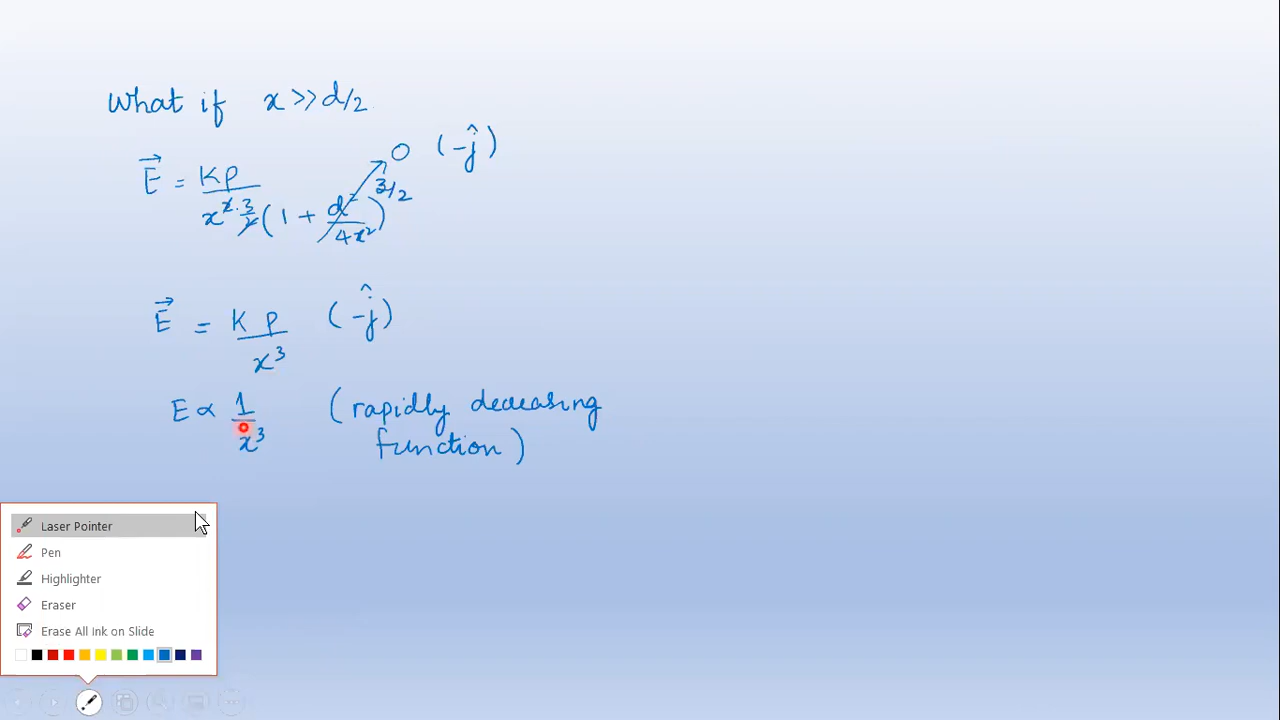 What if x >> d/2
E⃗ = Kp / x^(2·3/2) (1 + d²/4x²)^(3/2) → 0 (-ĵ)
E⃗ = K p / x³ (-ĵ)
E ∝ 1/x³ (rapidly decreasing
function)
Laser Pointer
Pen
Highlighter
Eraser
Erase All Ink on Slide